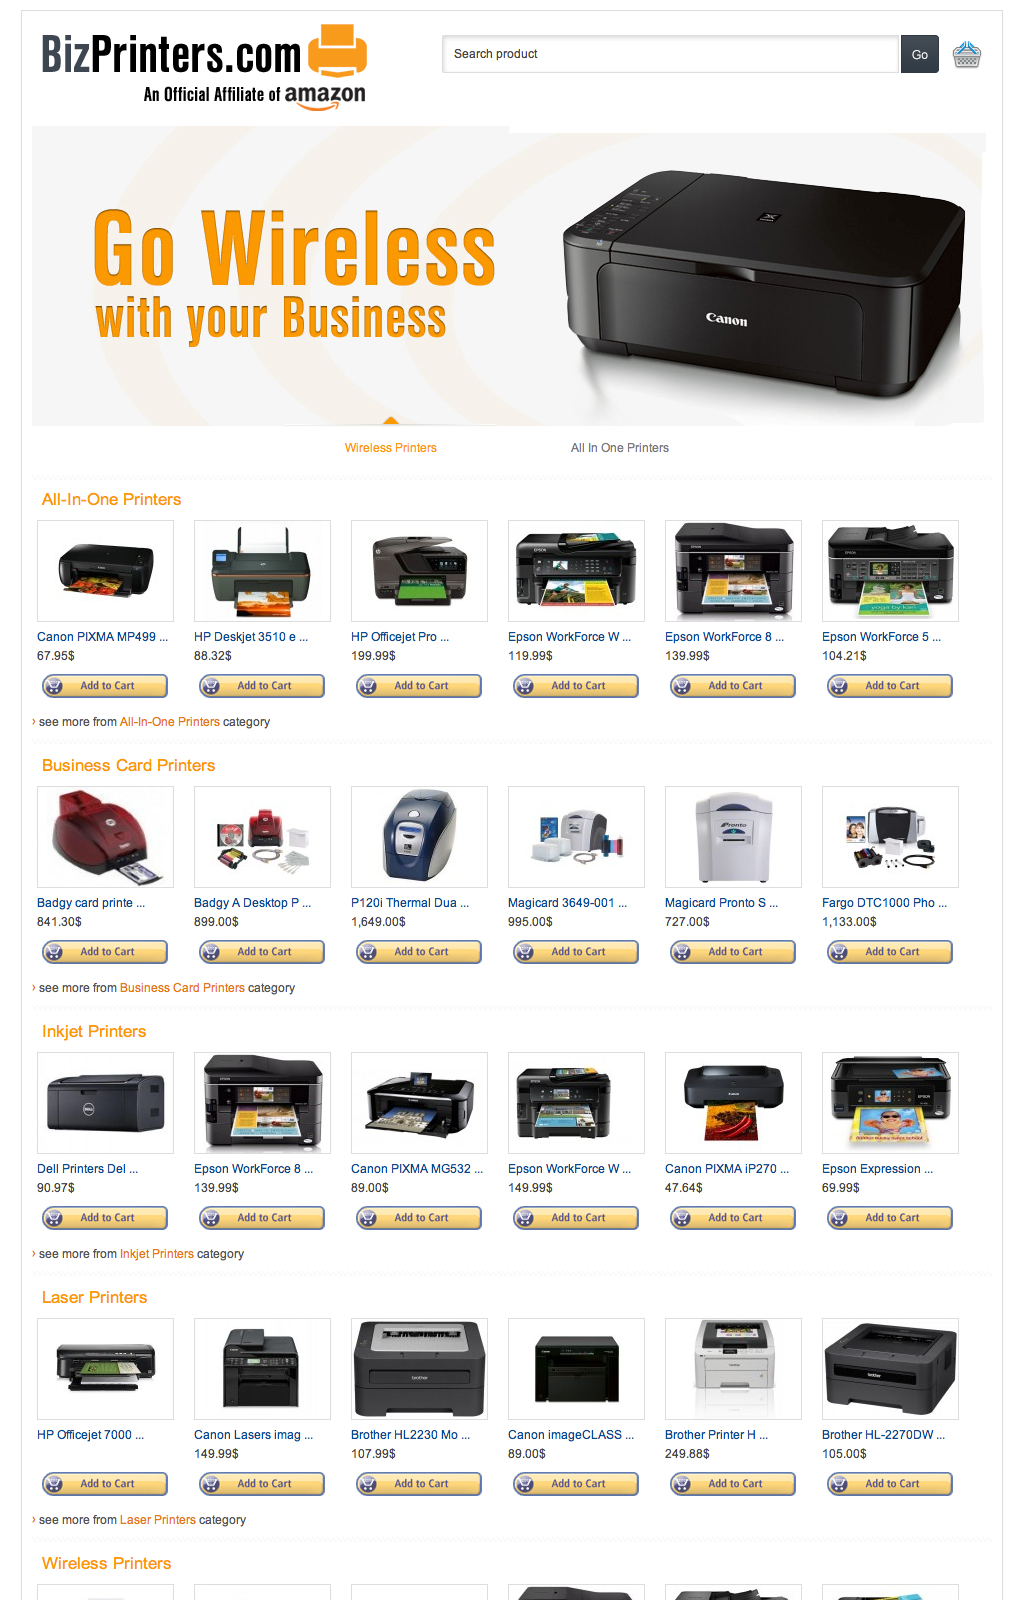 BizPrinters.com
An Official Affiliate of amazon
Search product
Go
Go Wireless
with your Business
Canon
Wireless Printers
All In One Printers
All-In-One Printers
Canon PIXMA MP499 ... HP Deskjet 3510 e ... HP Officejet Pro ... Epson WorkForce W ... Epson WorkForce 8 ... Epson WorkForce 5 ...
67.95$ 88.32$ 199.99$ 119.99$ 139.99$ 104.21$
Add to Cart Add to Cart Add to Cart Add to Cart Add to Cart Add to Cart
› see more from All-In-One Printers category
Business Card Printers
Pronto
Badgy card printe ... Badgy A Desktop P ... P120i Thermal Dua ... Magicard 3649-001 ... Magicard Pronto S ... Fargo DTC1000 Pho ...
841.30$ 899.00$ 1,649.00$ 995.00$ 727.00$ 1,133.00$
Add to Cart Add to Cart Add to Cart Add to Cart Add to Cart Add to Cart
› see more from Business Card Printers category
Inkjet Printers
Dell Printers Del ... Epson WorkForce 8 ... Canon PIXMA MG532 ... Epson WorkForce W ... Canon PIXMA iP270 ... Epson Expression ...
90.97$ 139.99$ 89.00$ 149.99$ 47.64$ 69.99$
Add to Cart Add to Cart Add to Cart Add to Cart Add to Cart Add to Cart
› see more from Inkjet Printers category
Laser Printers
brother
HP Officejet 7000 ... Canon Lasers imag ... Brother HL2230 Mo ... Canon imageCLASS ... Brother Printer H ... Brother HL-2270DW ...
149.99$ 107.99$ 89.00$ 249.88$ 105.00$
Add to Cart Add to Cart Add to Cart Add to Cart Add to Cart Add to Cart
› see more from Laser Printers category
Wireless Printers